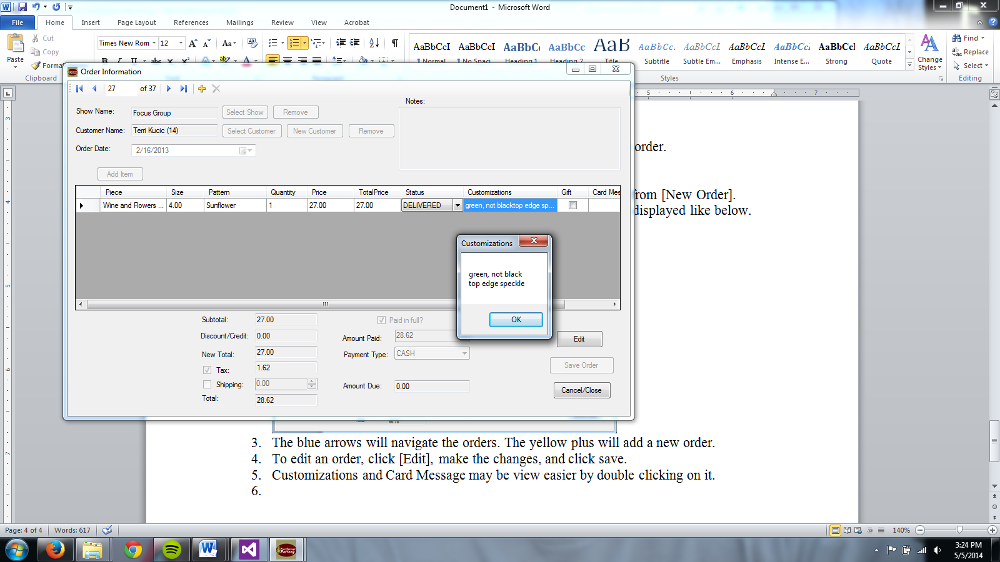 Document1 - Microsoft Word
File Home Insert Page Layout References Mailings Review View Acrobat
Paste
Cut
Copy
Forma
Clipboard
Times New Rom 12
AaBbCcI AaBbCcI AaBbCc AaBbCc AaB AaBbCcL AaBbCcL AaBbCcL AaBbCcL AaBbCcI AaBbCcL
¶ Normal ¶ No Spaci... Heading 1 Heading 2 Title Subtitle Subtle Em... Emphasis Intense E... Strong Quote
Change Styles
Styles
Find
Replace
Select
Editing
Order Information
27 of 37
Show Name: Focus Group Select Show Remove
Customer Name: Terri Kucic (14) Select Customer New Customer Remove
Order Date: 2/16/2013
Notes:
Add Item
Piece Size Pattern Quantity Price TotalPrice Status Customizations Gift Card Mes
Wine and Flowers ... 4.00 Sunflower 1 27.00 27.00 DELIVERED green, not blacktop edge sp...
Customizations
green, not black
top edge speckle
OK
Subtotal: 27.00
Discount/Credit: 0.00
New Total: 27.00
Tax: 1.62
Shipping: 0.00
Total: 28.62
Paid in full?
Amount Paid: 28.62
Payment Type: CASH
Amount Due: 0.00
Edit
Save Order
Cancel/Close
order.
rom [New Order].
displayed like below.
3. The blue arrows will navigate the orders. The yellow plus will add a new order.
4. To edit an order, click [Edit], make the changes, and click save.
5. Customizations and Card Message may be view easier by double clicking on it.
6.
Page: 4 of 4 Words: 617
140%
3:24 PM
5/5/2014